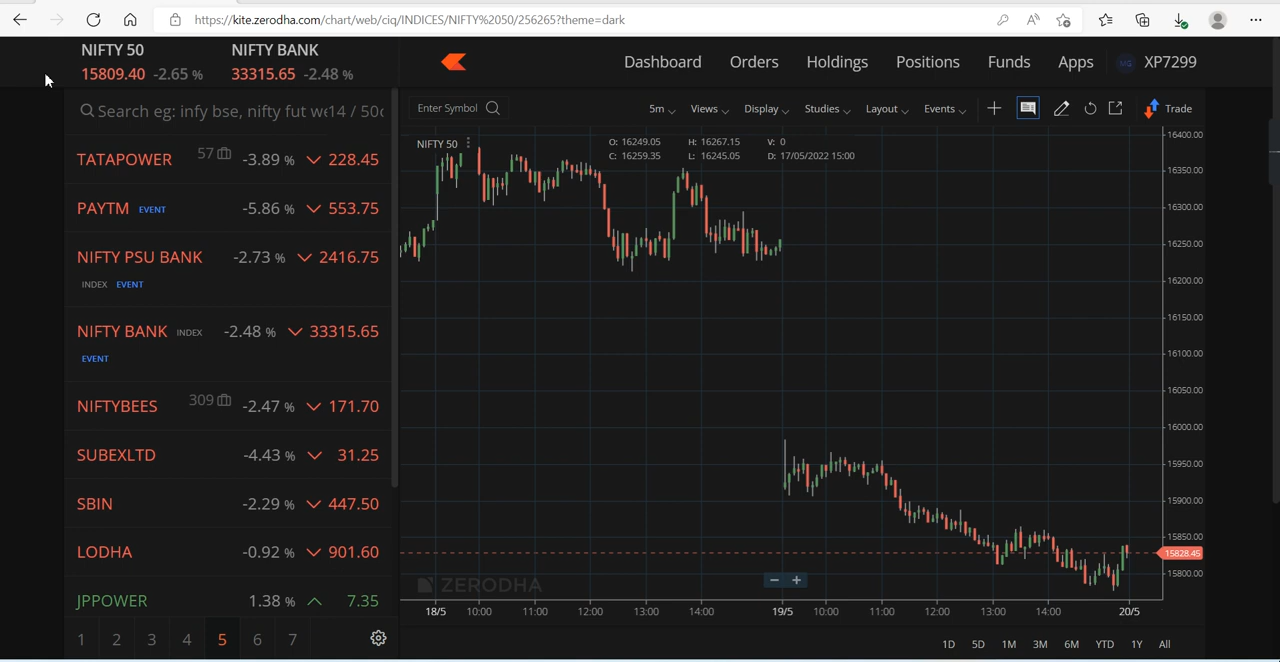 https://kite.zerodha.com/chart/web/ciq/INDICES/NIFTY%2050/256265?theme=dark
NIFTY 50 NIFTY BANK
15809.40 -2.65 % 33315.65 -2.48 %
Dashboard Orders Holdings Positions Funds Apps MG XP7299
Search eg: infy bse, nifty fut we 14 / 50
Enter Symbol 5m Views Display Studies Layout Events Trade
NIFTY 50
O: 16249.05 H: 16267.15 V: 0
C: 16259.35 L: 16245.05 D: 17/05/2022 15:00
TATAPOWER 57 -3.89 % 228.45
PAYTM EVENT -5.86 % 553.75
NIFTY PSU BANK -2.73 % 2416.75
INDEX EVENT
NIFTY BANK INDEX -2.48 % 33315.65
EVENT
NIFTYBEES 309 -2.47 % 171.70
SUBEXLTD -4.43 % 31.25
SBIN -2.29 % 447.50
LODHA -0.92 % 901.60
JPPOWER 1.38 % 7.35
1 2 3 4 5 6 7
16400.00
16350.00
16300.00
16250.00
16200.00
16150.00
16100.00
16050.00
16000.00
15950.00
15900.00
15850.00
15828.45
15800.00
ZERODHA
18/5 10:00 11:00 12:00 13:00 14:00 19/5 10:00 11:00 12:00 13:00 14:00 20/5
1D 5D 1M 3M 6M YTD 1Y All